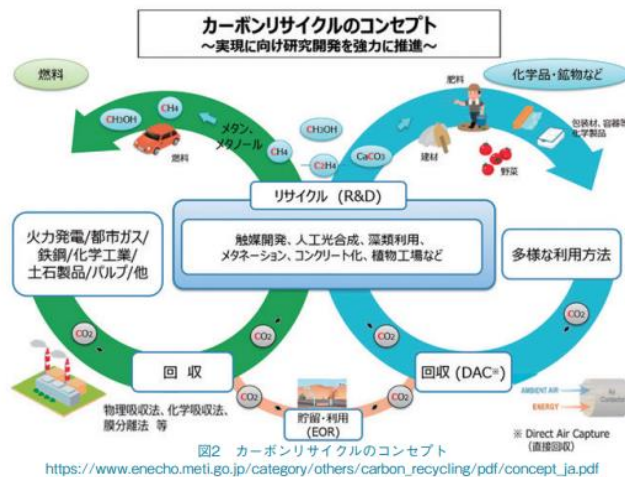 カーボンリサイクルのコンセプト
～実現に向け研究開発を強力に推進～
燃料
化学品・鉱物など
肥料
CH₃OH
CH₄
メタン、
メタノール
燃料
CH₄
CH₃OH
C₂H₄
CaCO₃
建材
野菜
包装材、容器等
化学製品
リサイクル (R&D)
触媒開発、人工光合成、藻類利用、
メタネーション、コンクリート化、植物工場など
火力発電/都市ガス/
鉄鋼/化学工業/
土石製品/パルプ/他
多様な利用方法
CO₂
CO₂
CO₂
CO₂
回収
回収 (DAC※)
CO₂
CO₂
貯留・利用
(EOR)
物理吸収法、化学吸収法、
膜分離法 等
AMBIENT AIR
ENERGY
Air
※ Direct Air Capture
(直接回収)
図2 カーボンリサイクルのコンセプト
https://www.enecho.meti.go.jp/category/others/carbon_recycling/pdf/concept_ja.pdf